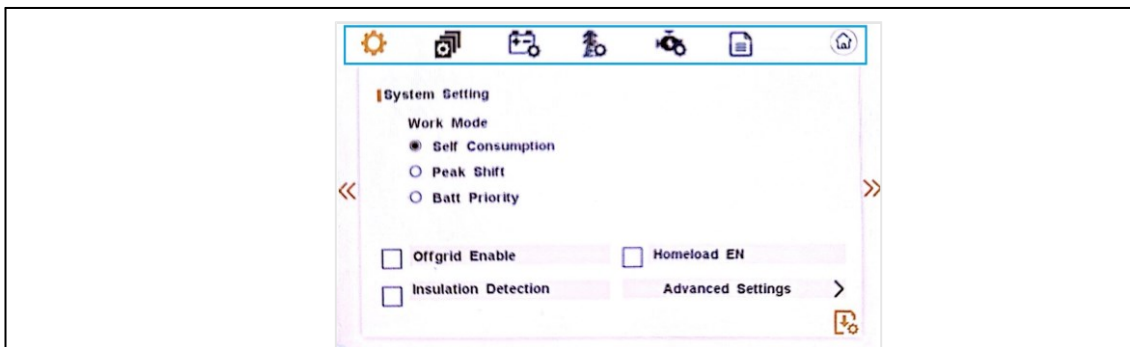 System Setting
Work Mode
Self Consumption
Peak Shift
Batt Priority
Offgrid Enable
Homeload EN
Insulation Detection
Advanced Settings